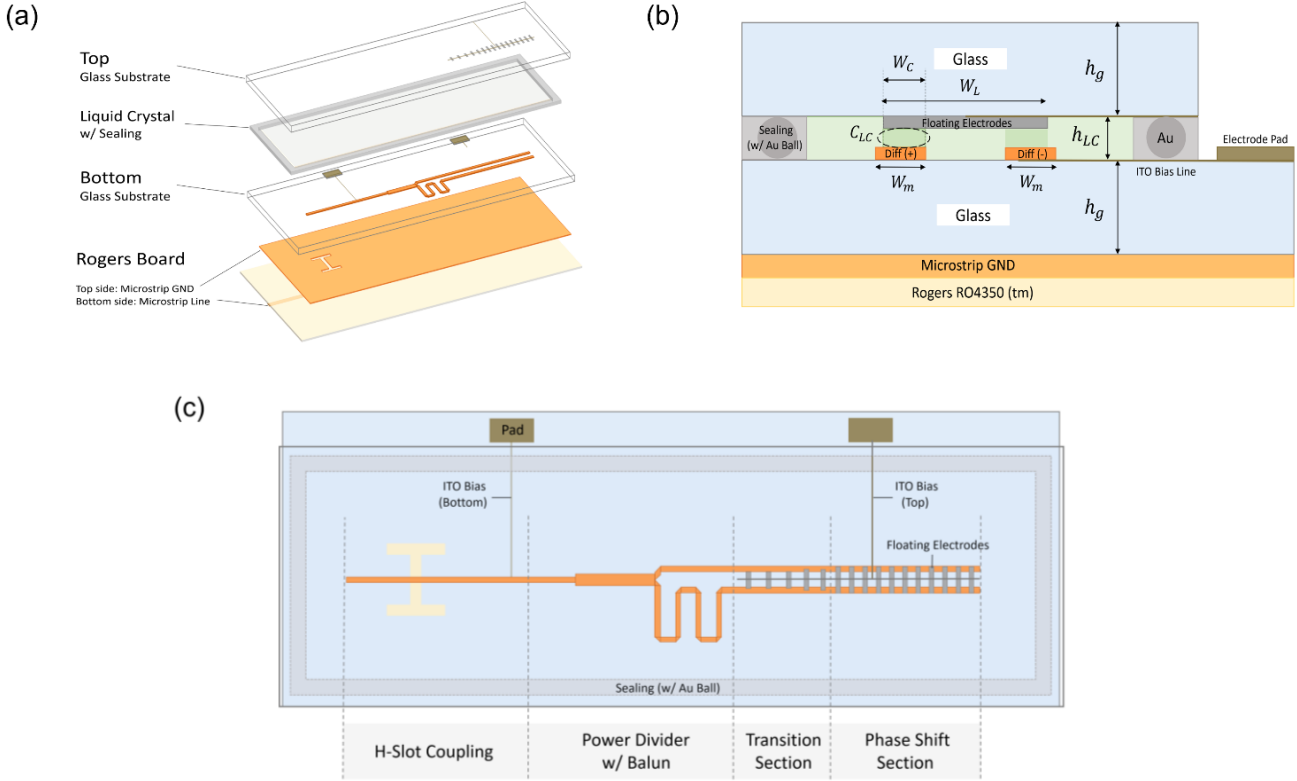 (a)
Top
Glass Substrate
Liquid Crystal
w/ Sealing
Bottom
Glass Substrate
Rogers Board
Top side: Microstrip GND
Bottom side: Microstrip Line
(b)
Glass
W_C
W_L
h_g
Floating Electrodes
Sealing
(w/ Au Ball)
C_LC
h_LC
Au
Electrode Pad
Diff (+)
Diff (-)
W_m
W_m
ITO Bias Line
Glass
h_g
Microstrip GND
Rogers RO4350 (tm)
(c)
Pad
ITO Bias
(Bottom)
ITO Bias
(Top)
Floating Electrodes
Sealing (w/ Au Ball)
H-Slot Coupling
Power Divider
w/ Balun
Transition
Section
Phase Shift
Section